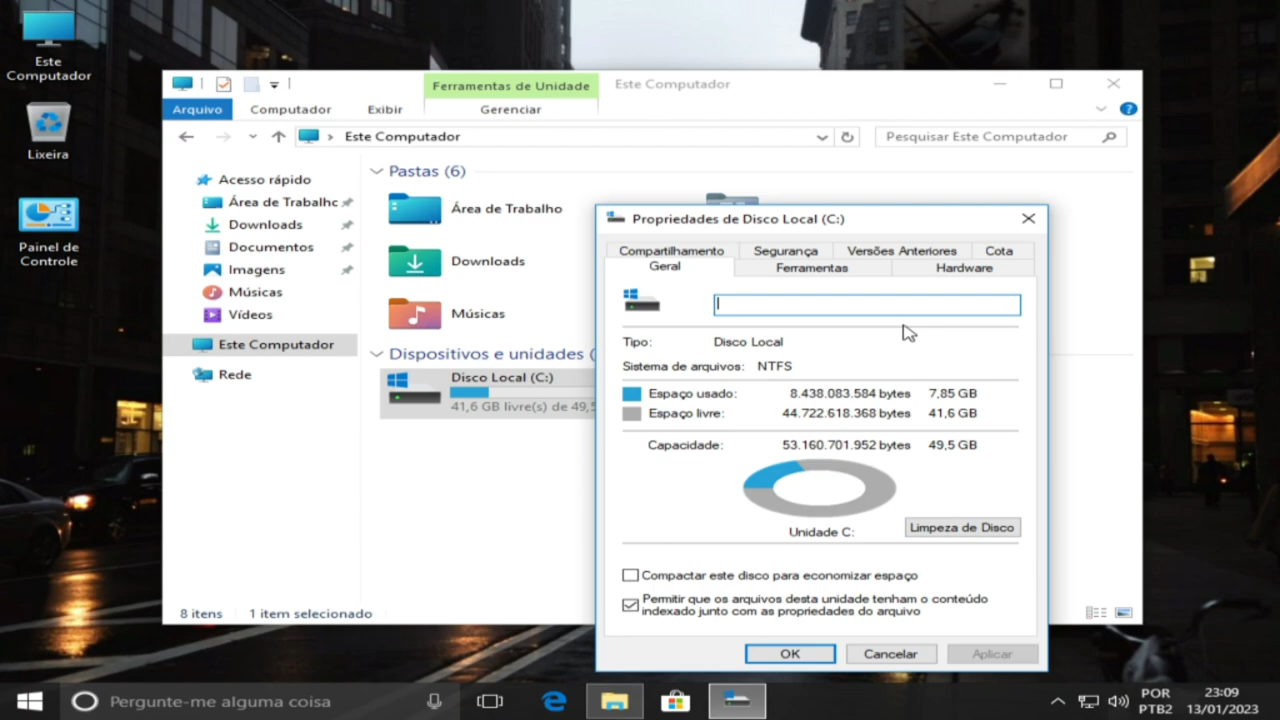 Este
Computador
Lixeira
Painel de
Controle
Ferramentas de Unidade
Este Computador
Arquivo
Computador
Exibir
Gerenciar
?
Este Computador
Pesquisar Este Computador
Acesso rápido
Área de Trabalhc
Downloads
Documentos
Imagens
Músicas
Vídeos
Este Computador
Rede
Pastas (6)
Área de Trabalho
Downloads
Músicas
Dispositivos e unidades (
Disco Local (C:)
41,6 GB livre(s) de 49,5
8 itens
1 item selecionado
Propriedades de Disco Local (C:)
Compartilhamento
Segurança
Versões Anteriores
Cota
Geral
Ferramentas
Hardware
Tipo: Disco Local
Sistema de arquivos: NTFS
Espaço usado: 8.438.083.584 bytes 7,85 GB
Espaço livre: 44.722.618.368 bytes 41,6 GB
Capacidade: 53.160.701.952 bytes 49,5 GB
Unidade C:
Limpeza de Disco
Compactar este disco para economizar espaço
Permitir que os arquivos desta unidade tenham o conteúdo
indexado junto com as propriedades do arquivo
OK
Cancelar
Aplicar
Pergunte-me alguma coisa
POR
PTB2
23:09
13/01/2023